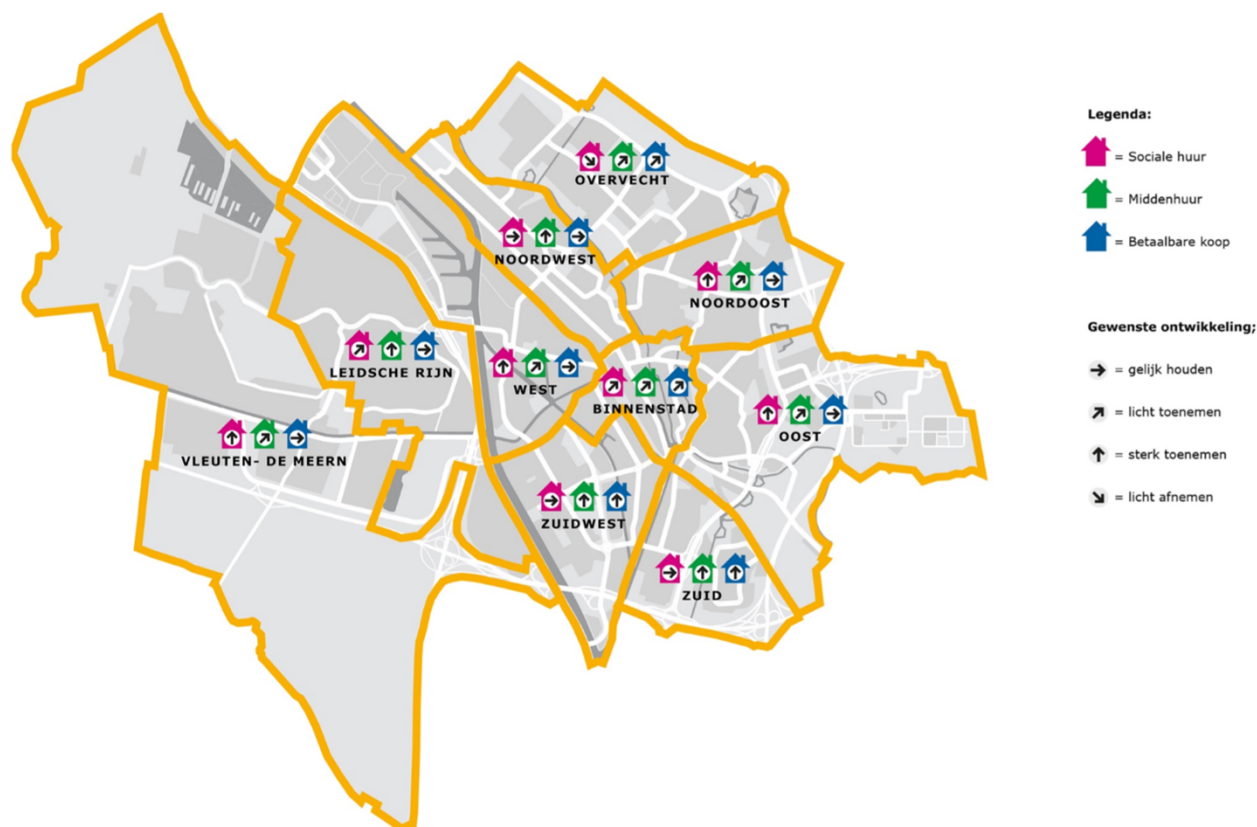 OVERVECHT
NOORDWEST
NOORDOOST
LEIDSCHE RIJN
WEST
BINNENSTAD
OOST
VLEUTEN- DE MEERN
ZUIDWEST
ZUID
Legenda:
= Sociale huur
= Middenhuur
= Betaalbare koop
Gewenste ontwikkeling;
= gelijk houden
= licht toenemen
= sterk toenemen
= licht afnemen